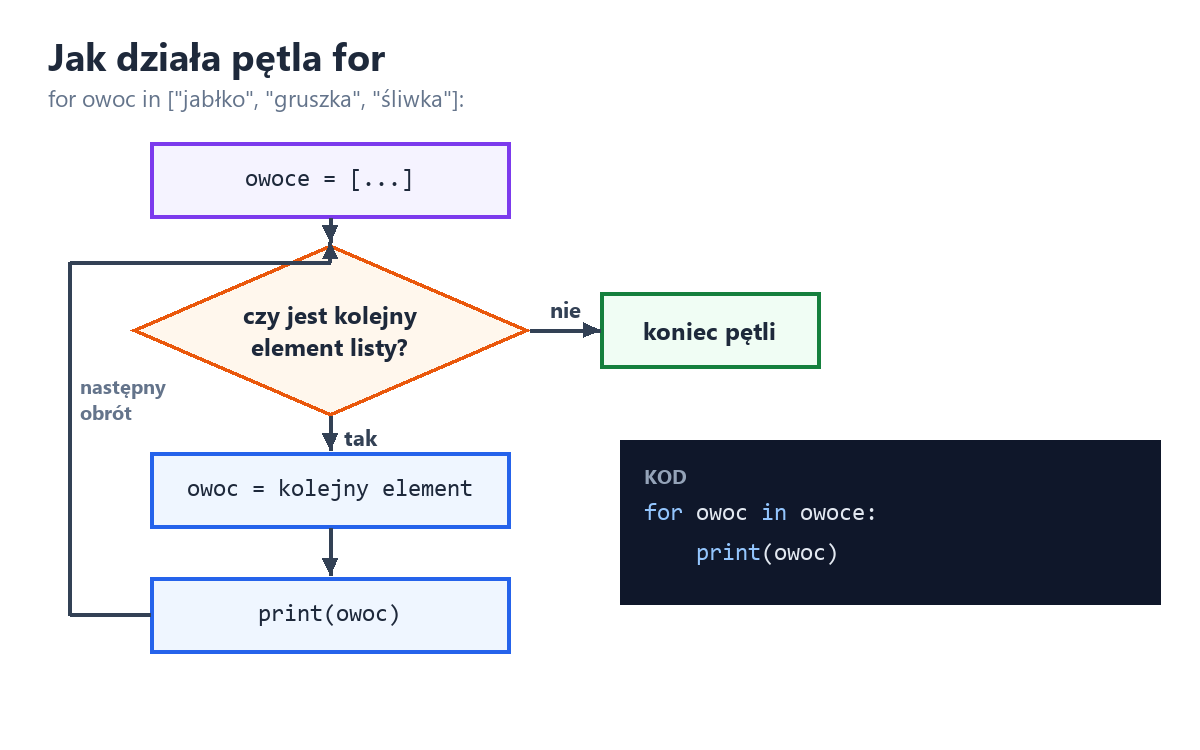 Jak działa pętla for
for owoc in ["jabłko", "gruszka", "śliwka"]:
owoce = [...]
czy jest kolejny
element listy?
nie
koniec pętli
następny
obrót
tak
owoc = kolejny element
print(owoc)
KOD
for owoc in owoce:
    print(owoc)